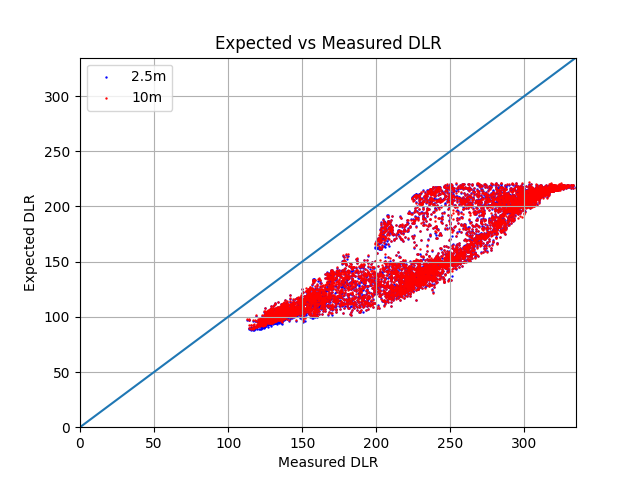 Expected vs Measured DLR
2.5m
10m
300
250
200
150
100
50
0
Expected DLR
0 50 100 150 200 250 300
Measured DLR